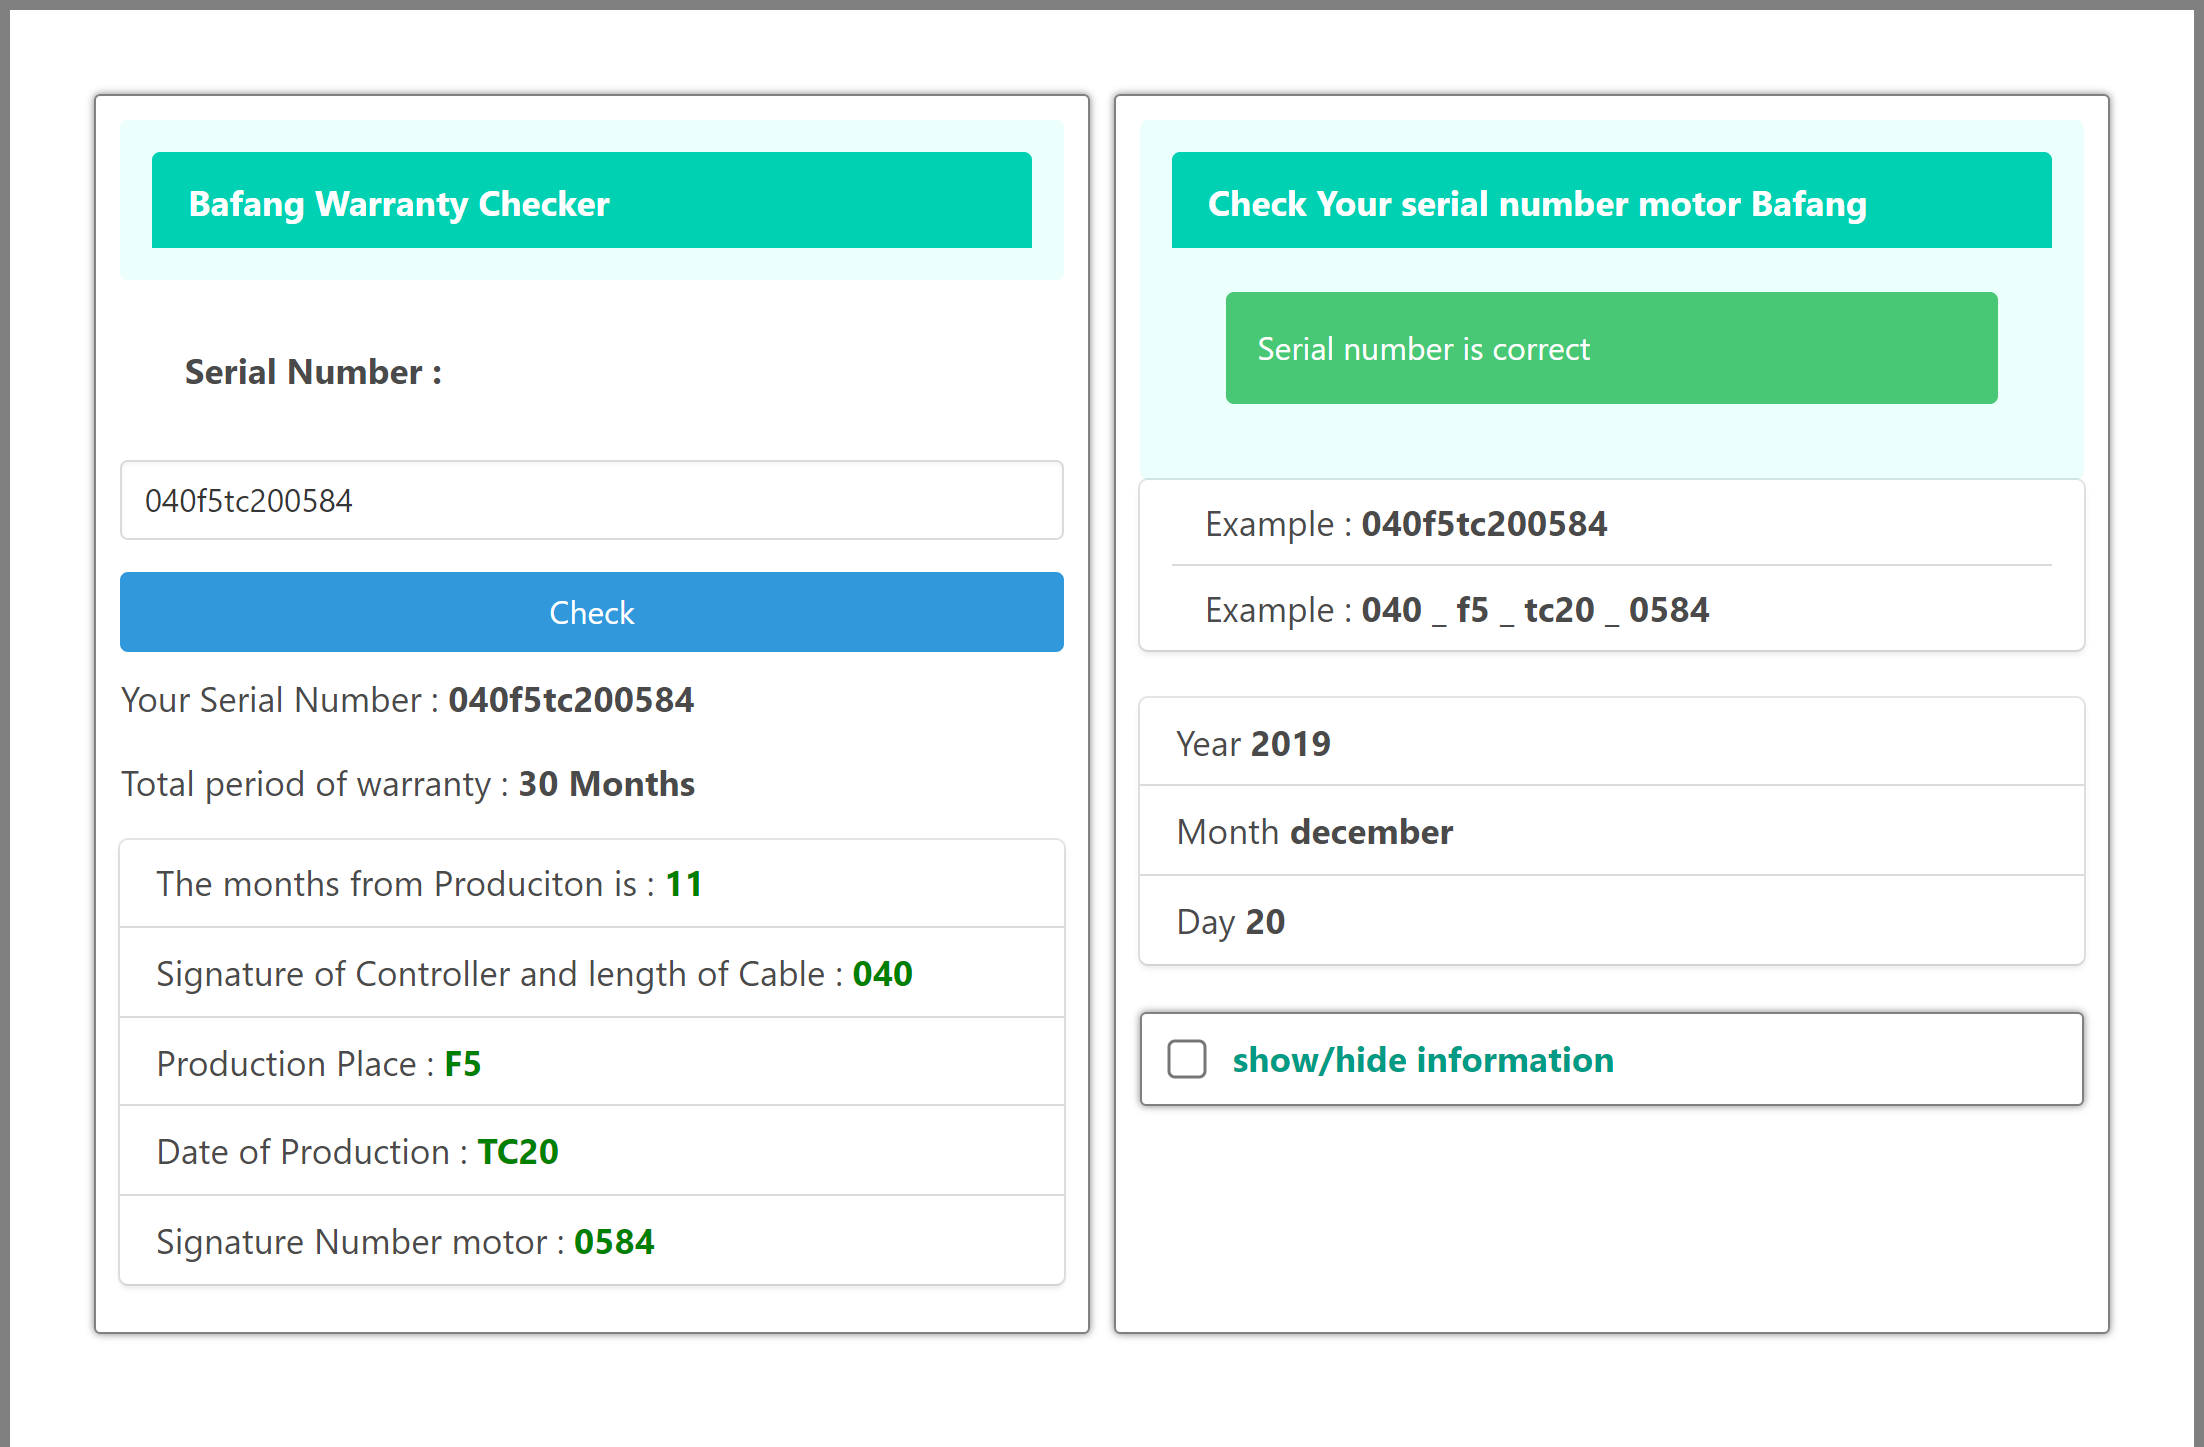 Bafang Warranty Checker
Serial Number :
040f5tc200584
Check
Your Serial Number : 040f5tc200584
Total period of warranty : 30 Months
The months from Produciton is : 11
Signature of Controller and length of Cable : 040
Production Place : F5
Date of Production : TC20
Signature Number motor : 0584
Check Your serial number motor Bafang
Serial number is correct
Example : 040f5tc200584
Example : 040 _ f5 _ tc20 _ 0584
Year 2019
Month december
Day 20
show/hide information